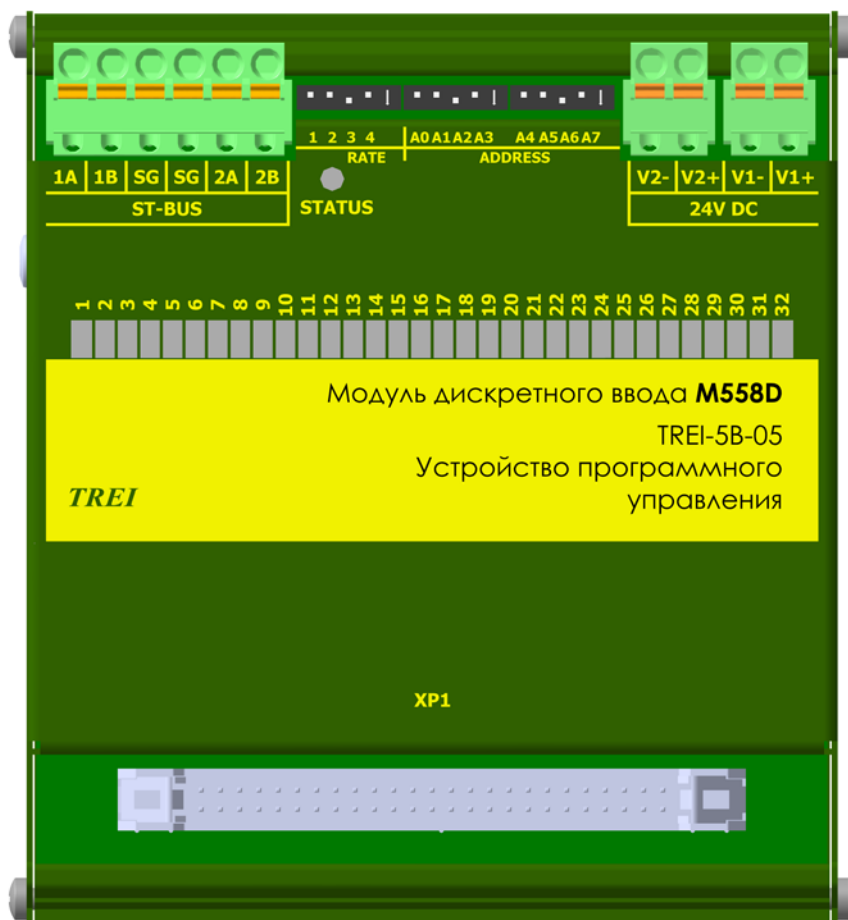 1 2 3 4 A0 A1 A2 A3 A4 A5 A6 A7
RATE ADDRESS
1A 1B SG SG 2A 2B
ST-BUS
STATUS
V2- V2+ V1- V1+
24V DC
1 2 3 4 5 6 7 8 9 10 11 12 13 14 15 16 17 18 19 20 21 22 23 24 25 26 27 28 29 30 31 32
Модуль дискретного ввода M558D
TREI-5B-05
Устройство программного
управления
TREI
XP1